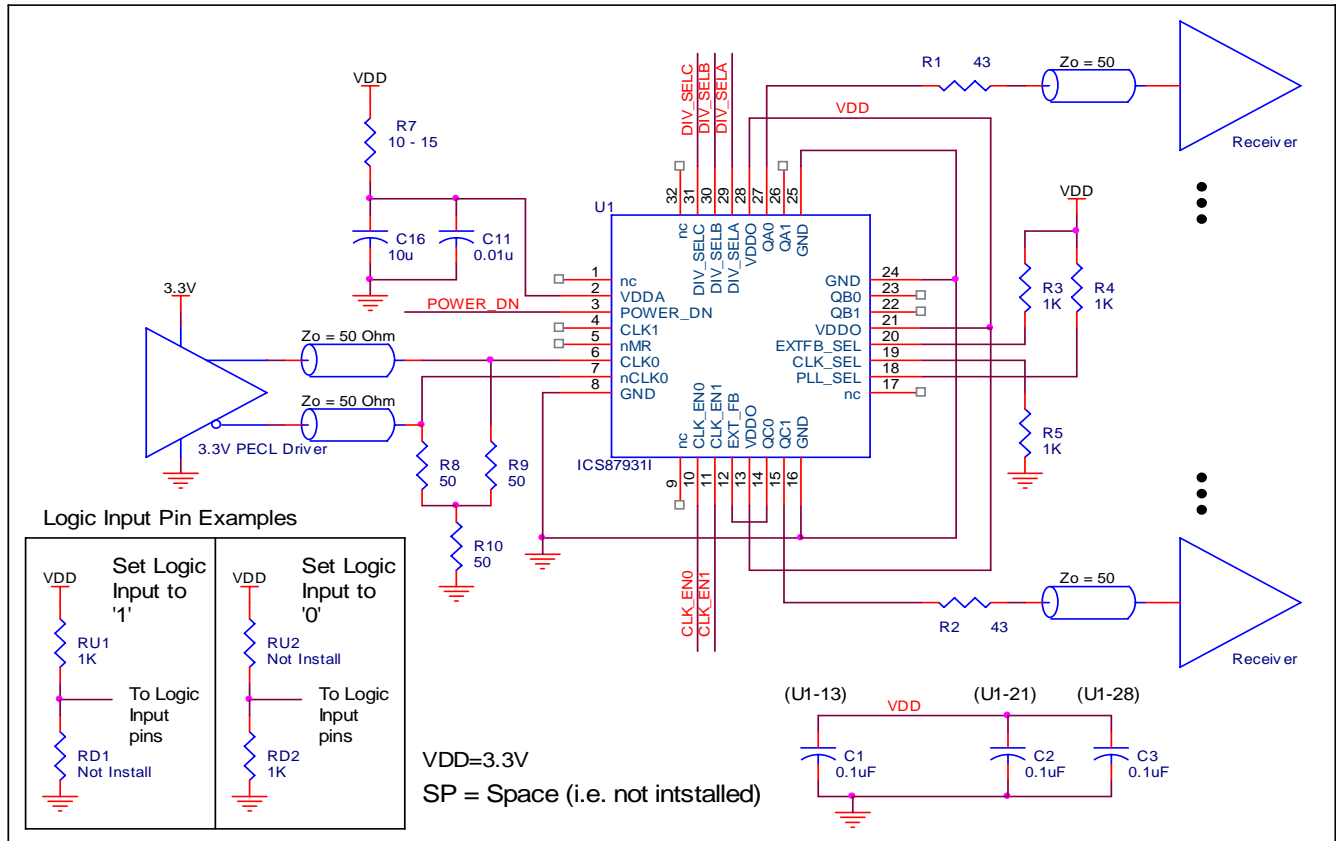 VDD
R7
10 - 15
C16
10u
C11
0.01u
POWER_DN
3.3V
Zo = 50 Ohm
Zo = 50 Ohm
3.3V PECL Driver
R8
50
R9
50
R10
50
DIV_SELC
DIV_SELB
DIV_SELA
R1 43
Zo = 50
Receiver
VDD
U1
32
31
30
29
28
27
26
25
nc
DIV_SELC
DIV_SELB
DIV_SELA
VDDO
QA0
QA1
GND
1 nc
2 VDDA
3 POWER_DN
4 CLK1
5 nMR
6 CLK0
7 nCLK0
8 GND
GND 24
QB0 23
QB1 22
VDDO 21
EXTFB_SEL 20
CLK_SEL 19
PLL_SEL 18
nc 17
nc
CLK_EN0
CLK_EN1
EXT_FB
VDDO
QC0
QC1
GND
9
10
11
12
13
14
15
16
ICS87931I
CLK_EN0
CLK_EN1
VDD
R3
1K
R4
1K
R5
1K
R2 43
Zo = 50
Receiver
Logic Input Pin Examples
VDD
Set Logic
Input to
'1'
RU1
1K
To Logic
Input
pins
RD1
Not Install
VDD
Set Logic
Input to
'0'
RU2
Not Install
To Logic
Input
pins
RD2
1K
VDD=3.3V
SP = Space (i.e. not intstalled)
(U1-13) (U1-21) (U1-28)
VDD
C1
0.1uF
C2
0.1uF
C3
0.1uF